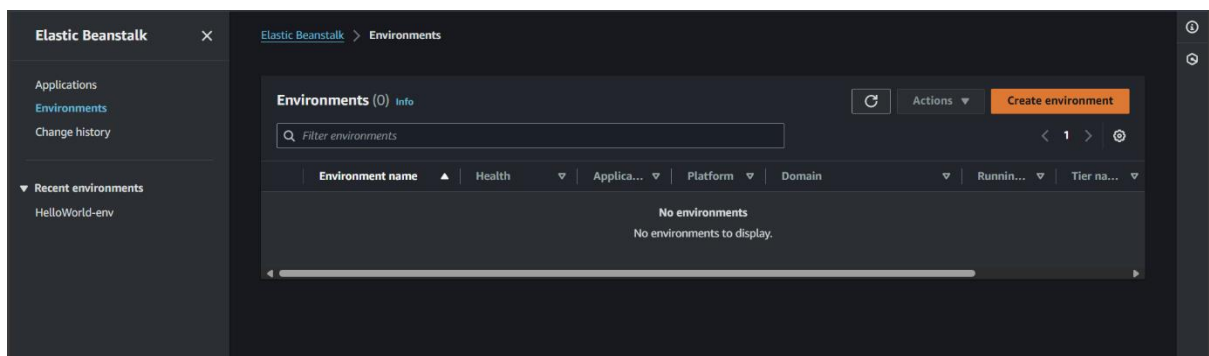 Elastic Beanstalk
Applications
Environments
Change history
Recent environments
HelloWorld-env
Elastic Beanstalk > Environments
Environments (0) Info
Actions
Create environment
Filter environments
1
Environment name Health Applica... Platform Domain Runnin... Tier na...
No environments
No environments to display.